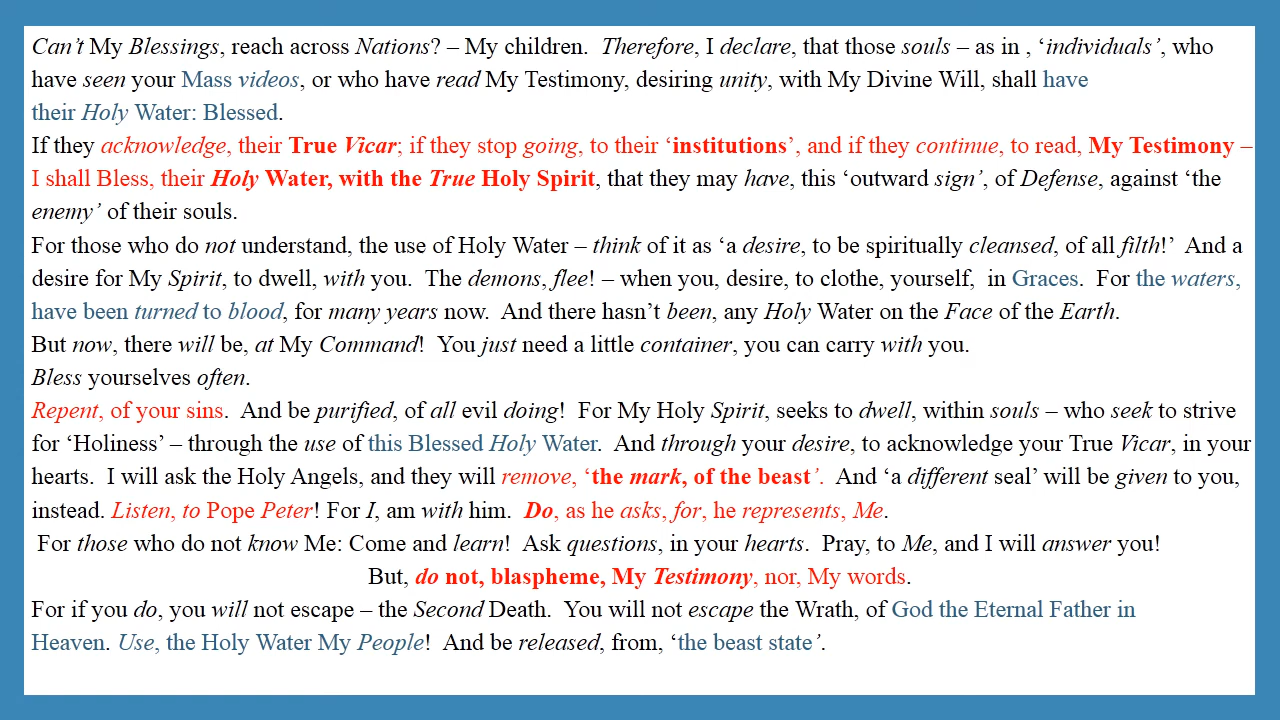 Can’t My Blessings, reach across Nations? – My children.  Therefore, I declare, that those souls – as in , ‘individuals’, who
have seen your Mass videos, or who have read My Testimony, desiring unity, with My Divine Will, shall have
their Holy Water: Blessed.
If they acknowledge, their True Vicar; if they stop going, to their ‘institutions’, and if they continue, to read, My Testimony –
I shall Bless, their Holy Water, with the True Holy Spirit, that they may have, this ‘outward sign’, of Defense, against ‘the
enemy’ of their souls.
For those who do not understand, the use of Holy Water – think of it as ‘a desire, to be spiritually cleansed, of all filth!’  And a
desire for My Spirit, to dwell, with you.  The demons, flee! – when you, desire, to clothe, yourself,  in Graces.  For the waters,
have been turned to blood, for many years now.  And there hasn’t been, any Holy Water on the Face of the Earth.
But now, there will be, at My Command!  You just need a little container, you can carry with you.
Bless yourselves often.
Repent, of your sins.  And be purified, of all evil doing!  For My Holy Spirit, seeks to dwell, within souls – who seek to strive
for ‘Holiness’ – through the use of this Blessed Holy Water.  And through your desire, to acknowledge your True Vicar, in your
hearts.  I will ask the Holy Angels, and they will remove, ‘the mark, of the beast’.  And ‘a different seal’ will be given to you,
instead. Listen, to Pope Peter! For I, am with him.  Do, as he asks, for, he represents, Me.
For those who do not know Me: Come and learn!  Ask questions, in your hearts.  Pray, to Me, and I will answer you!
But, do not, blaspheme, My Testimony, nor, My words.
For if you do, you will not escape – the Second Death.  You will not escape the Wrath, of God the Eternal Father in
Heaven. Use, the Holy Water My People!  And be released, from, ‘the beast state’.